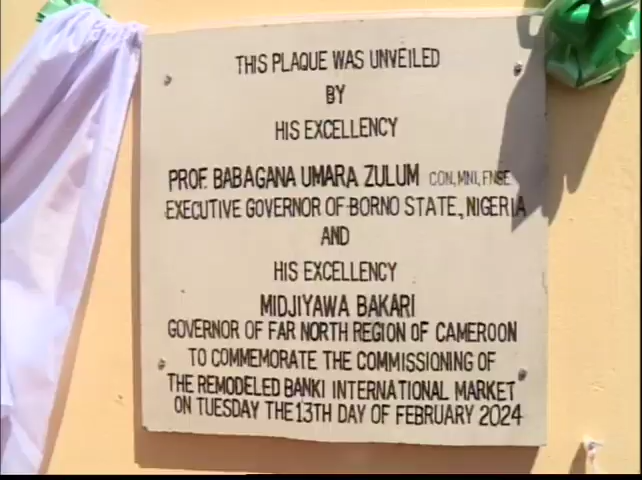 THIS PLAQUE WAS UNVEILED
BY
HIS EXCELLENCY
PROF. BABAGANA UMARA ZULUM CON, MNI, FNSE
EXECUTIVE GOVERNOR OF BORNO STATE, NIGERIA
AND
HIS EXCELLENCY
MIDJIYAWA BAKARI
GOVERNOR OF FAR NORTH REGION OF CAMEROON
TO COMMEMORATE THE COMMISSIONING OF
THE REMODELED BANKI INTERNATIONAL MARKET
ON TUESDAY THE 13TH DAY OF FEBRUARY 2024